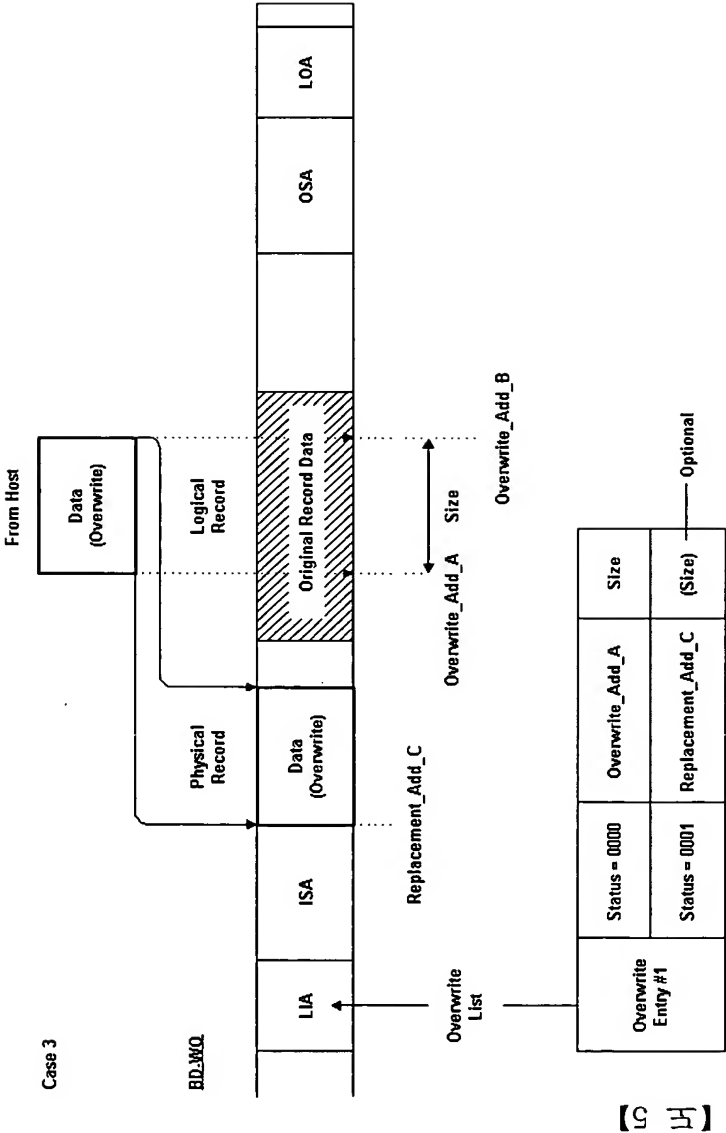 【도 5】
Case 3
From Host
Data
(Overwrite)
BD-WO
Physical
Record
Logical
Record
LIA
ISA
Data
(Overwrite)
Original Record Data
OSA
LOA
Replacement_Add_C
Overwrite_Add_A
Size
Overwrite_Add_B
Overwrite
List
Overwrite
Entry #1
Status = 0000
Overwrite_Add_A
Size
Status = 0001
Replacement_Add_C
(Size)
Optional